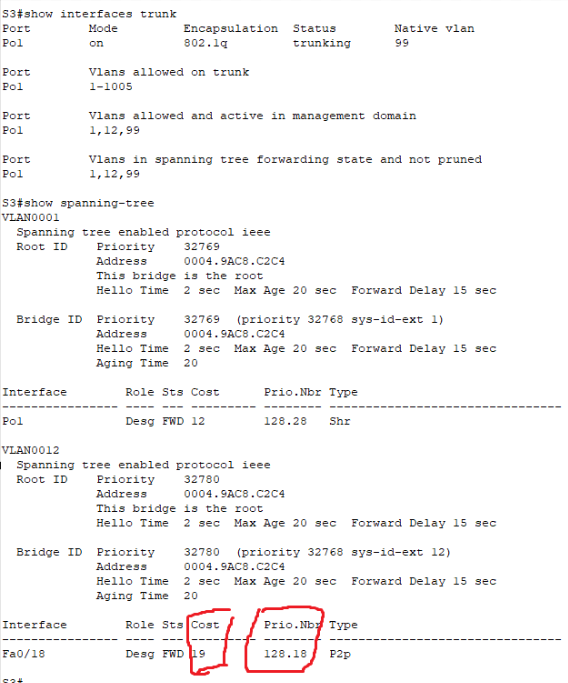 S3#show interfaces trunk
Port Mode Encapsulation Status Native vlan
Po1 on 802.1q trunking 99
Port Vlans allowed on trunk
Po1 1-1005
Port Vlans allowed and active in management domain
Po1 1,12,99
Port Vlans in spanning tree forwarding state and not pruned
Po1 1,12,99
S3#show spanning-tree
VLAN0001
Spanning tree enabled protocol ieee
Root ID Priority 32769
Address 0004.9AC8.C2C4
This bridge is the root
Hello Time 2 sec Max Age 20 sec Forward Delay 15 sec
Bridge ID Priority 32769 (priority 32768 sys-id-ext 1)
Address 0004.9AC8.C2C4
Hello Time 2 sec Max Age 20 sec Forward Delay 15 sec
Aging Time 20
Interface Role Sts Cost Prio.Nbr Type
---------------- ---- --- --------- -------- --------------------------------
Po1 Desg FWD 12 128.28 Shr
VLAN0012
Spanning tree enabled protocol ieee
Root ID Priority 32780
Address 0004.9AC8.C2C4
This bridge is the root
Hello Time 2 sec Max Age 20 sec Forward Delay 15 sec
Bridge ID Priority 32780 (priority 32768 sys-id-ext 12)
Address 0004.9AC8.C2C4
Hello Time 2 sec Max Age 20 sec Forward Delay 15 sec
Aging Time 20
Interface Role Sts Cost Prio.Nbr Type
---------------- ---- --- --------- -------- --------------------------------
Fa0/18 Desg FWD 19 128.18 P2p
S3#